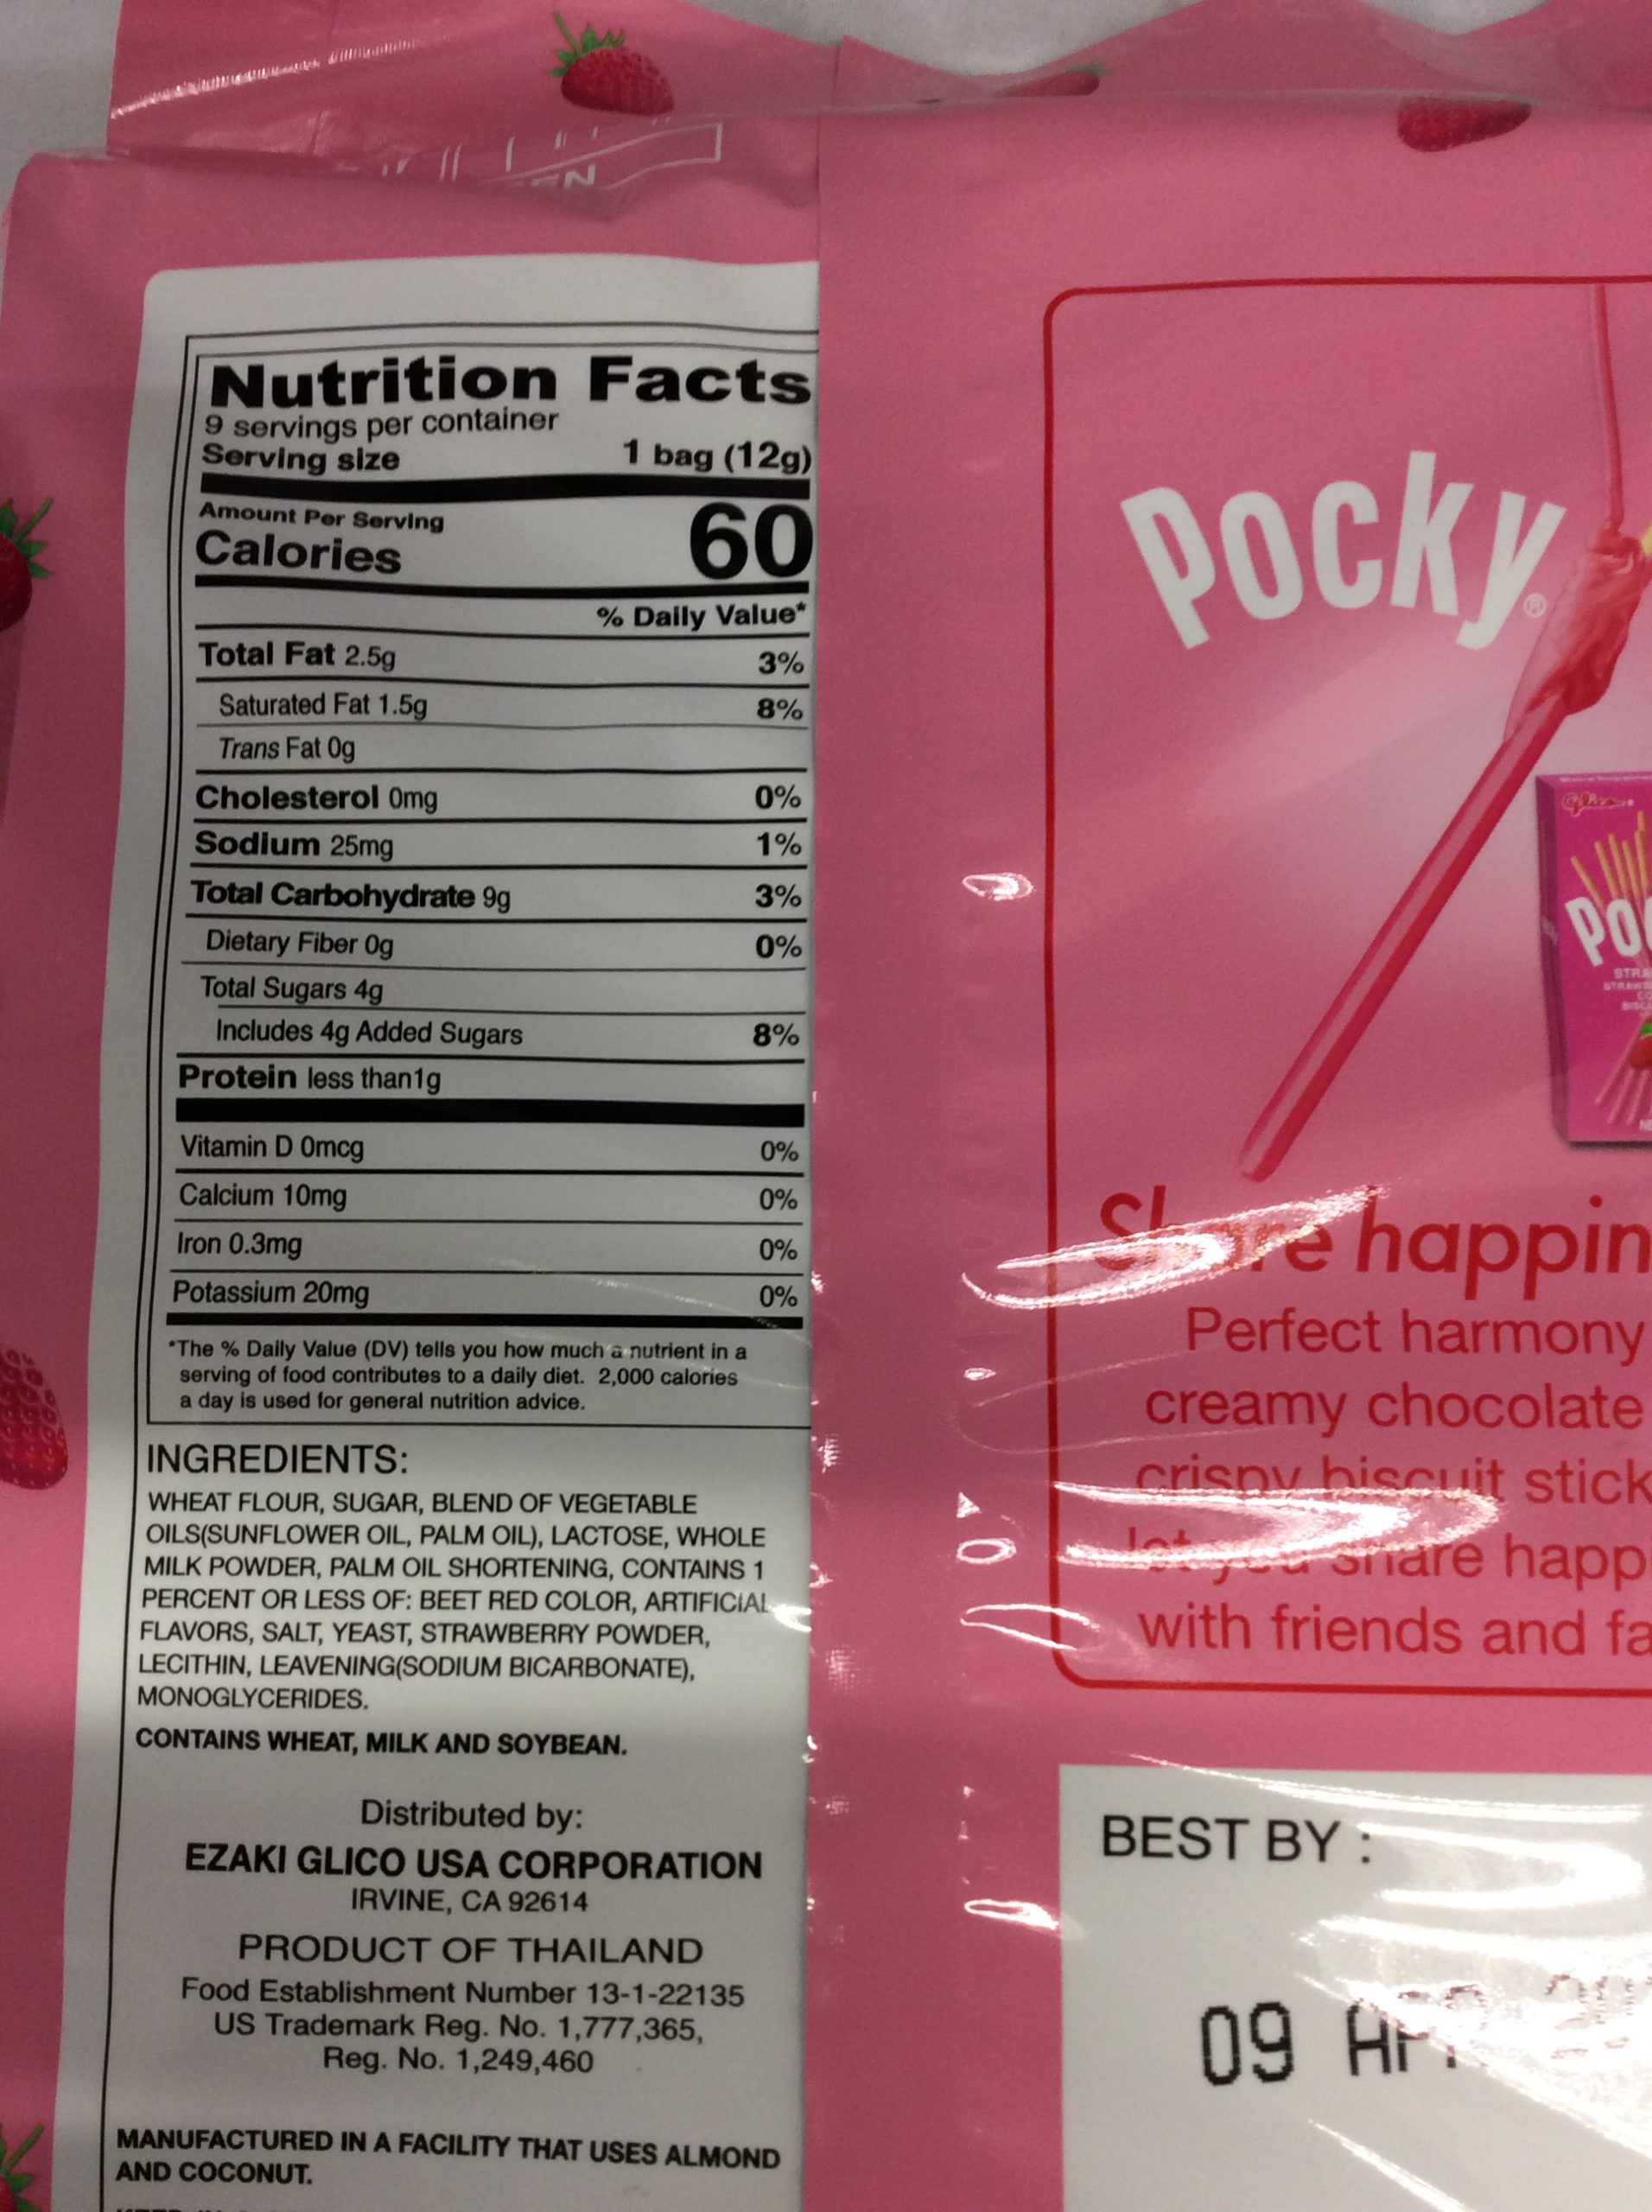 Nutrition Facts
9 servings per container
Serving size 1 bag (12g)
Amount Per Serving
Calories 60
% Daily Value*
Total Fat 2.5g 3%
Saturated Fat 1.5g 8%
Trans Fat 0g
Cholesterol 0mg 0%
Sodium 25mg 1%
Total Carbohydrate 9g 3%
Dietary Fiber 0g 0%
Total Sugars 4g
Includes 4g Added Sugars 8%
Protein less than1g
Vitamin D 0mcg 0%
Calcium 10mg 0%
Iron 0.3mg 0%
Potassium 20mg 0%
*The % Daily Value (DV) tells you how much a nutrient in a
serving of food contributes to a daily diet. 2,000 calories
a day is used for general nutrition advice.
INGREDIENTS:
WHEAT FLOUR, SUGAR, BLEND OF VEGETABLE
OILS(SUNFLOWER OIL, PALM OIL), LACTOSE, WHOLE
MILK POWDER, PALM OIL SHORTENING, CONTAINS 1
PERCENT OR LESS OF: BEET RED COLOR, ARTIFICIAL
FLAVORS, SALT, YEAST, STRAWBERRY POWDER,
LECITHIN, LEAVENING(SODIUM BICARBONATE),
MONOGLYCERIDES.
CONTAINS WHEAT, MILK AND SOYBEAN.
Distributed by:
EZAKI GLICO USA CORPORATION
IRVINE, CA 92614
PRODUCT OF THAILAND
Food Establishment Number 13-1-22135
US Trademark Reg. No. 1,777,365,
Reg. No. 1,249,460
MANUFACTURED IN A FACILITY THAT USES ALMOND
AND COCONUT.
Pocky®
Glico
Share happin
Perfect harmony
creamy chocolate
crispy biscuit stick
let you share happ
with friends and fa
BEST BY :
09 APR